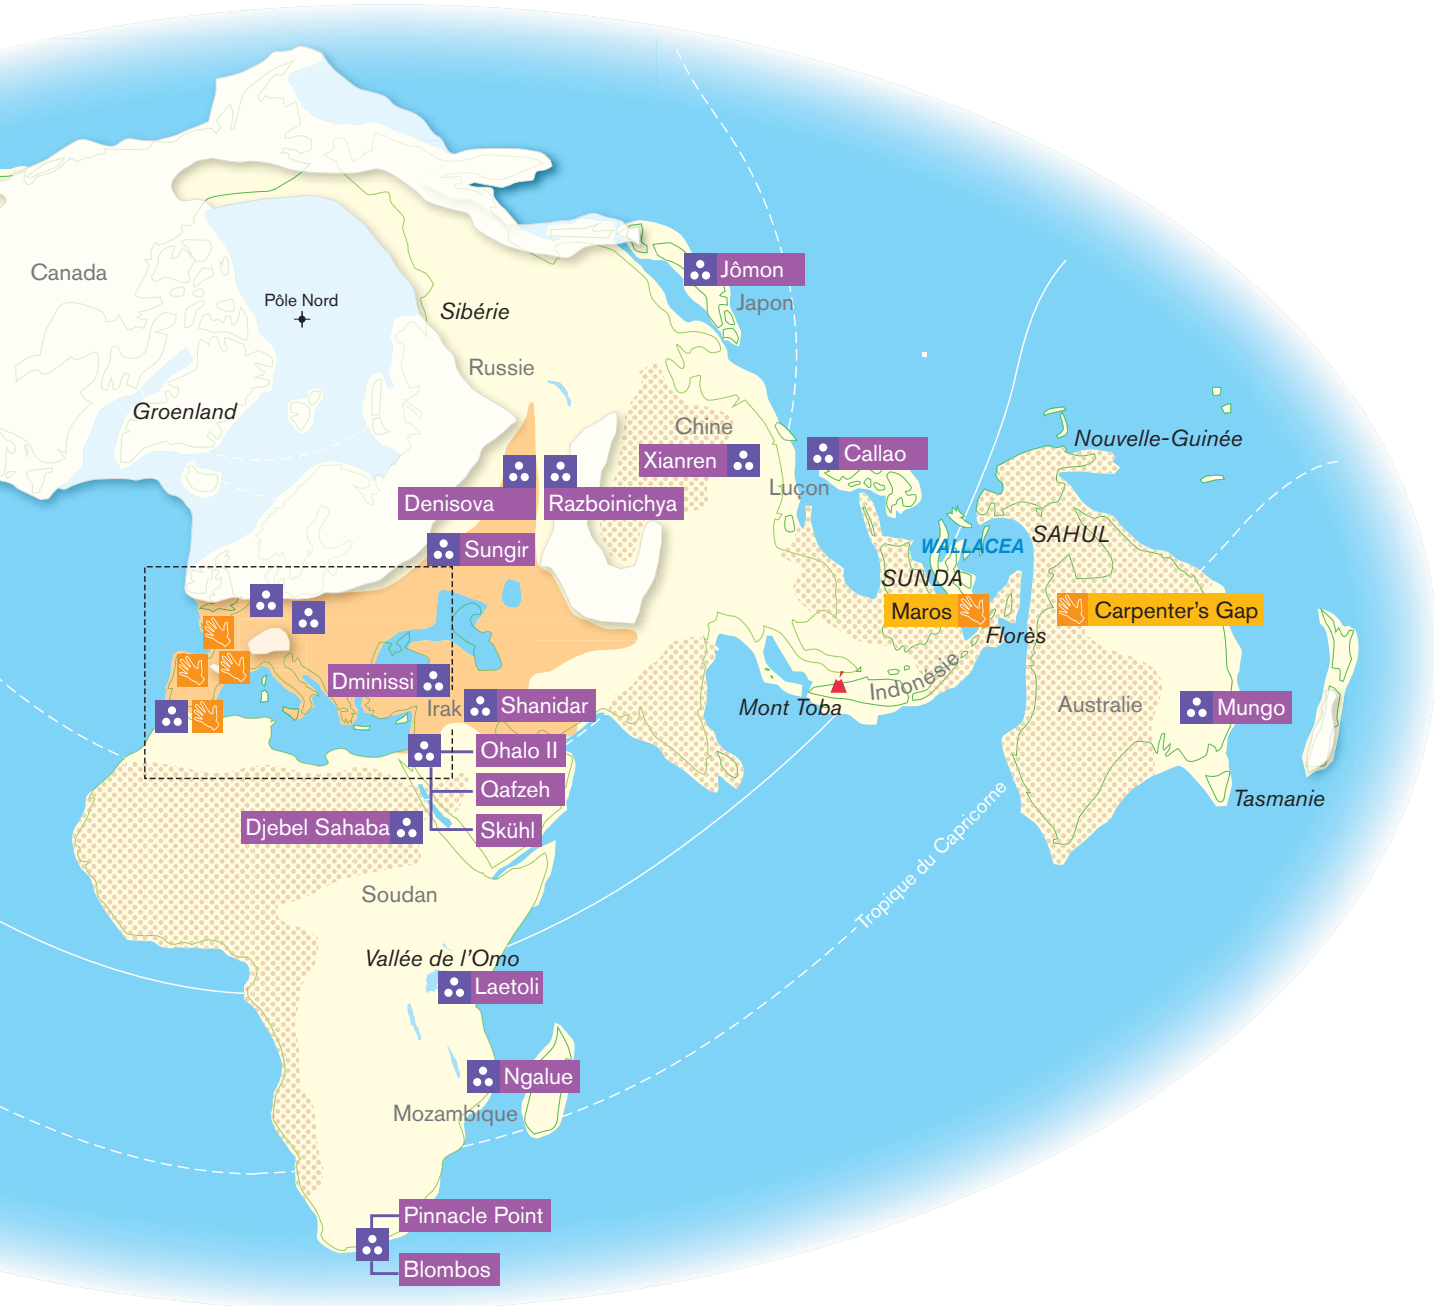 Jômon
Canada
Japon
Pôle Nord
Sibérie
Russie
Groenland
Chine
Nouvelle-Guinée
Xianren
Callao
Luçon
Denisova
Razboinichya
SAHUL
Sungir
WALLACEA
SUNDA
Maros
Carpenter's Gap
Florès
Dminissi
Indonésie
Irak
Shanidar
Mont Toba
Australie
Mungo
Ohalo II
Qafzeh
Tasmanie
Djebel Sahaba
Skühl
Tropique du Capricorne
Soudan
Vallée de l'Omo
Laetoli
Ngalue
Mozambique
Pinnacle Point
Blombos